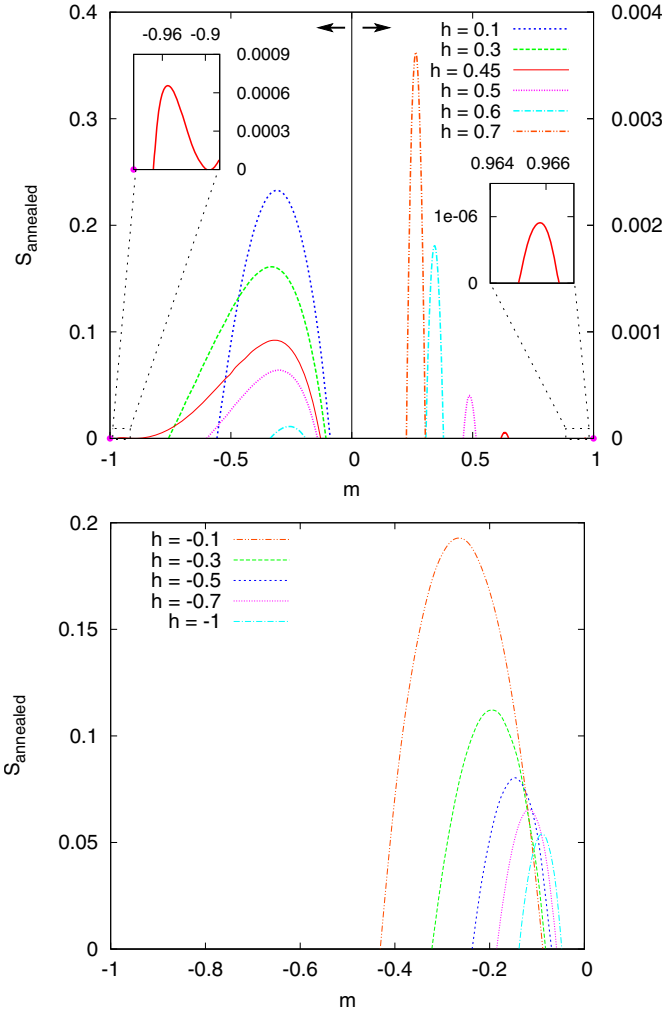 0.4
0.3
0.2
0.1
0
S_annealed
-1
-0.5
0
0.5
1
m
0.004
0.003
0.002
0.001
0
-0.96
-0.9
0.0009
0.0006
0.0003
0
h = 0.1
h = 0.3
h = 0.45
h = 0.5
h = 0.6
h = 0.7
0.964
0.966
1e-06
0
0.2
0.15
0.1
0.05
0
S_annealed
h = -0.1
h = -0.3
h = -0.5
h = -0.7
h = -1
-1
-0.8
-0.6
-0.4
-0.2
0
m